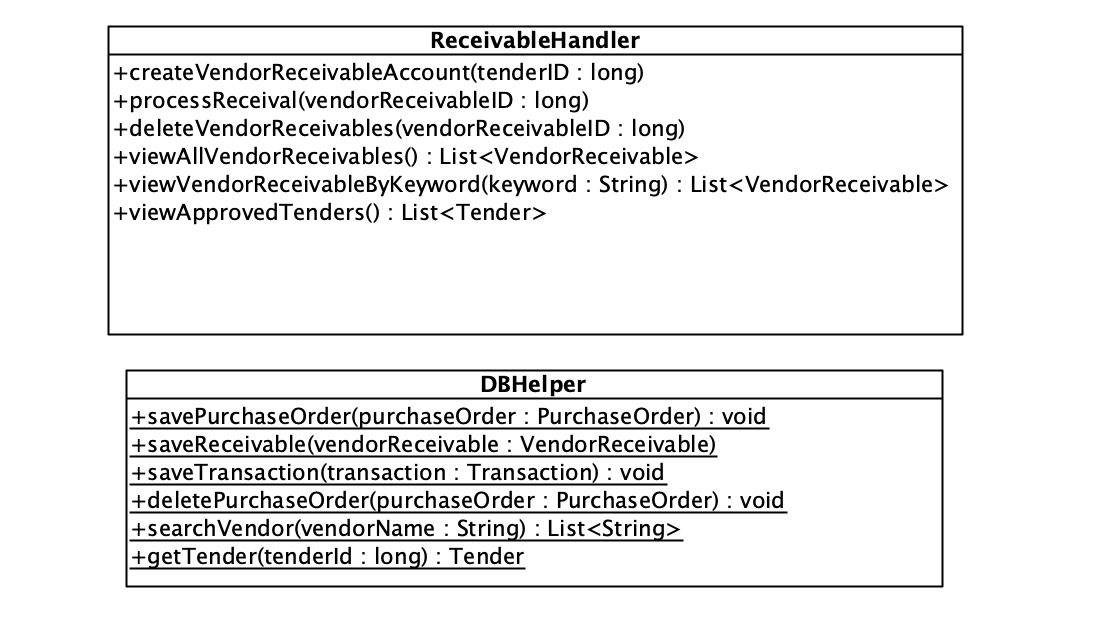 ReceivableHandler
+createVendorReceivableAccount(tenderID : long)
+processReceival(vendorReceivableID : long)
+deleteVendorReceivables(vendorReceivableID : long)
+viewAllVendorReceivables() : List<VendorReceivable>
+viewVendorReceivableByKeyword(keyword : String) : List<VendorReceivable>
+viewApprovedTenders() : List<Tender>
DBHelper
+savePurchaseOrder(purchaseOrder : PurchaseOrder) : void
+saveReceivable(vendorReceivable : VendorReceivable)
+saveTransaction(transaction : Transaction) : void
+deletePurchaseOrder(purchaseOrder : PurchaseOrder) : void
+searchVendor(vendorName : String) : List<String>
+getTender(tenderId : long) : Tender